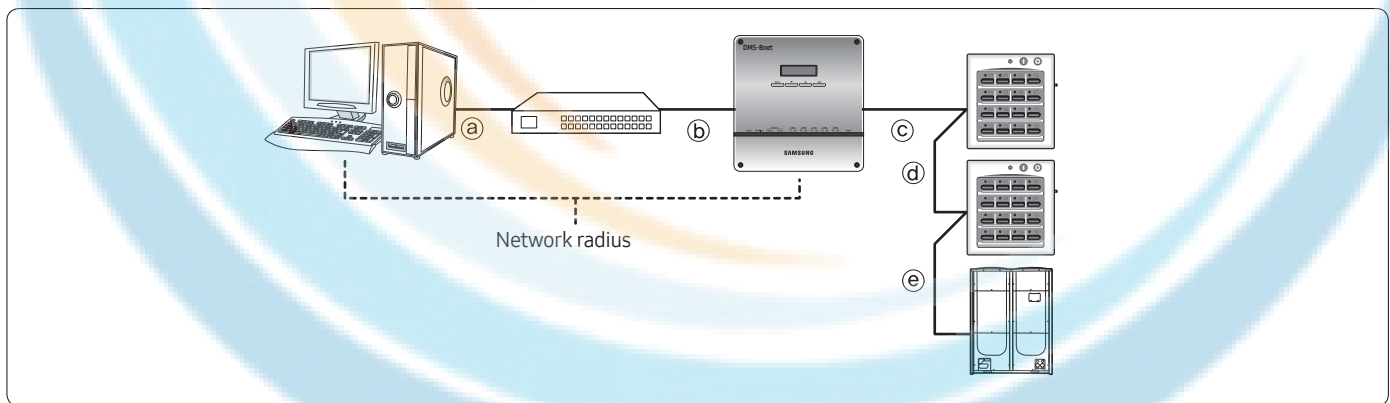 DMS-Bnet
SAMSUNG
ⓐ
ⓑ
ⓒ
ⓓ
ⓔ
Network radius